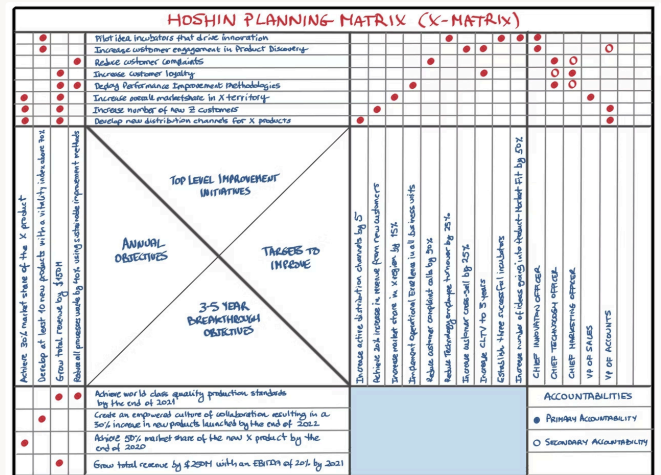 HOSHIN PLANNING MATRIX (X-MATRIX)
Pilot idea incubators that drive innovation
Increase customer engagement in Product Discovery
Reduce customer complaints
Increase customer loyalty
Deploy Performance Improvement Methodologies
Increase overall marketshare in X territory
Increase number of new Z customers
Develop new distribution channels for X products
Achieve 30% market share of the X product
Develop at least 10 new products with a vitality index above 70%
Grow total revenue by $150M
Reduce all processes waste by 40% using sustainable improvement methods
TOP LEVEL IMPROVEMENT
INITIATIVES
ANNUAL
OBJECTIVES
TARGETS TO
IMPROVE
3-5 YEAR
BREAKTHROUGH
OBJECTIVES
Increase active distribution channels by 5
Achieve 20% increase in revenue from new customers
Increase market share in X region by 15%
Implement Operational Excellence in all business units
Reduce customer complaint calls by 50%
Reduce Technology employee turnover by 25%
Increase customer cross-sell by 25%
Increase CLTV to 5 years
Establish three successful incubators
Increase number of ideas going into Product-Market Fit by 50%
CHIEF INNOVATION OFFICER
CHIEF TECHNOLOGY OFFICER
CHIEF MARKETING OFFICER
VP OF SALES
VP OF ACCOUNTS
Achieve world class quality production standards
by the end of 2021
Create an empowered culture of collaboration resulting in a
30% increase in new products launched by the end of 2022
Achieve 50% market share of the new X product by the
end of 2020
Grow total revenue by $250M with an EBITDA of 20% by 2021
ACCOUNTABILITIES
PRIMARY ACCOUNTABILITY
SECONDARY ACCOUNTABILITY